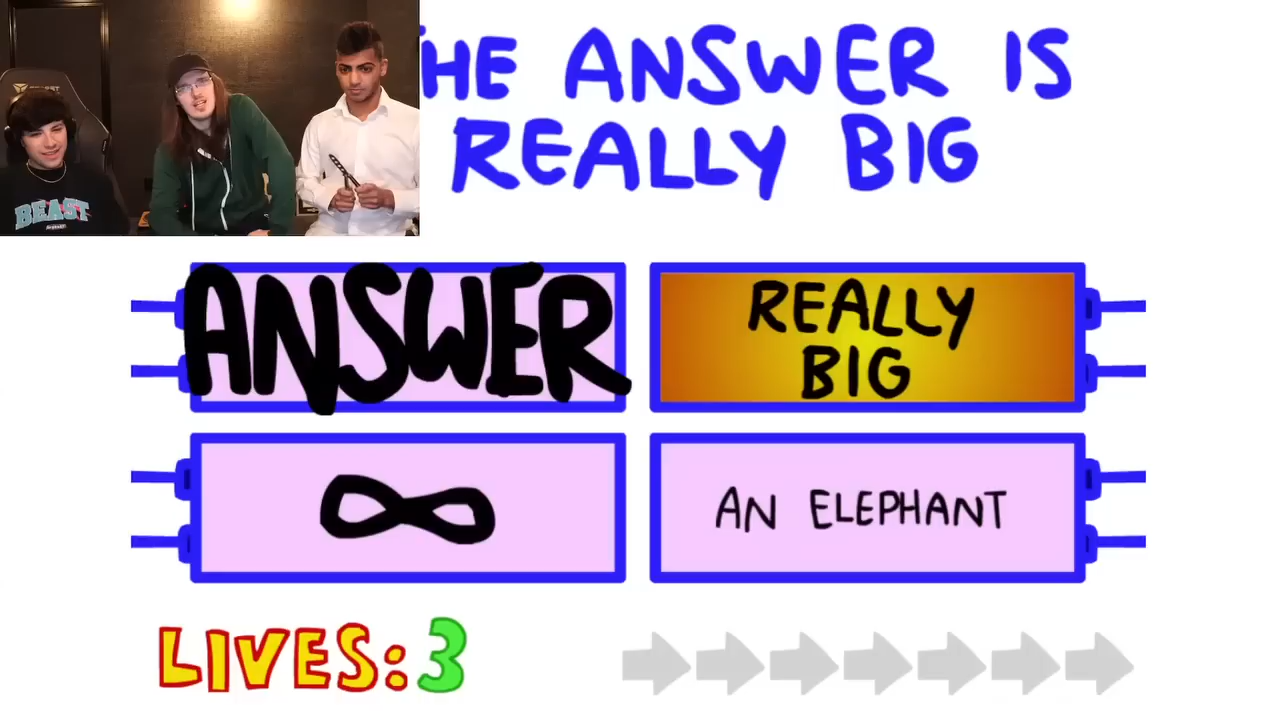 HE ANSWER IS
REALLY BIG
BEAST
ANSWER
REALLY
BIG
∞
AN ELEPHANT
LIVES:3